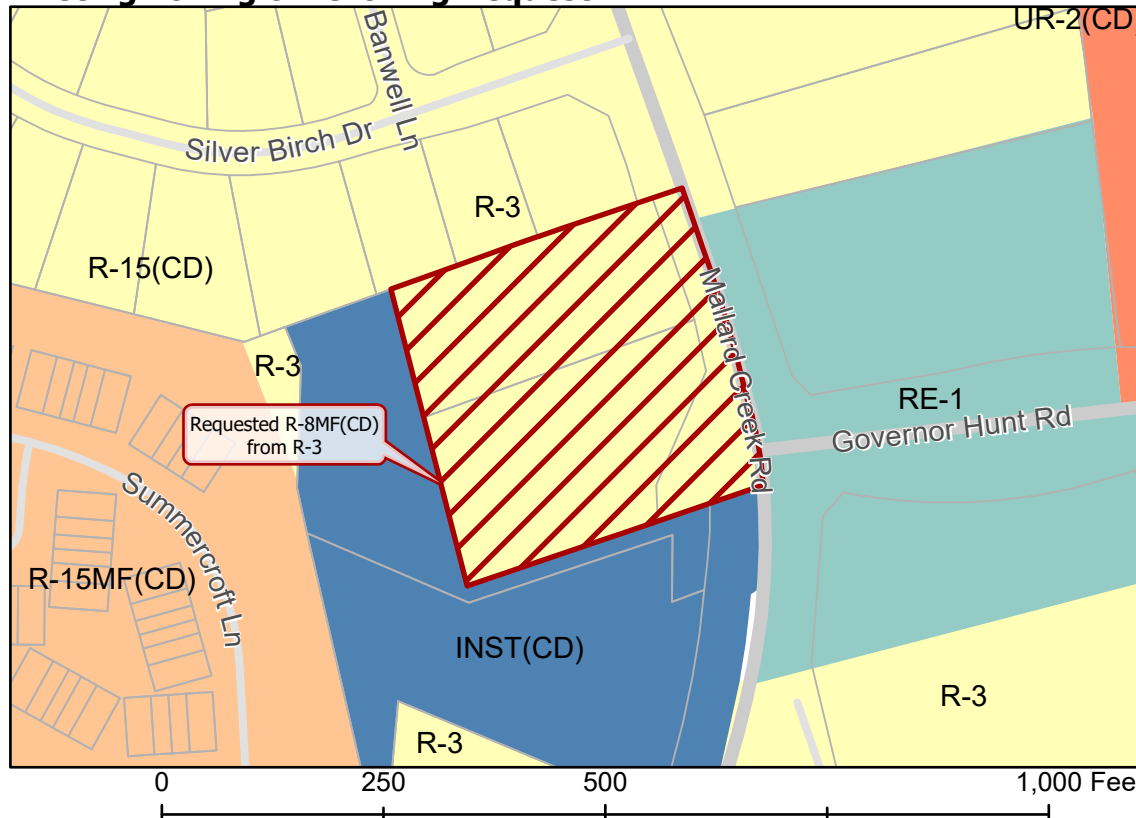 UR-2(CD)
Banwell Ln
Silver Birch Dr
R-3
R-15(CD)
Mallard Creek Rd
R-3
RE-1
Requested R-8MF(CD)
from R-3
Governor Hunt Rd
Summercroft Ln
R-15MF(CD)
INST(CD)
R-3
R-3
0 250 500 1,000 Fee